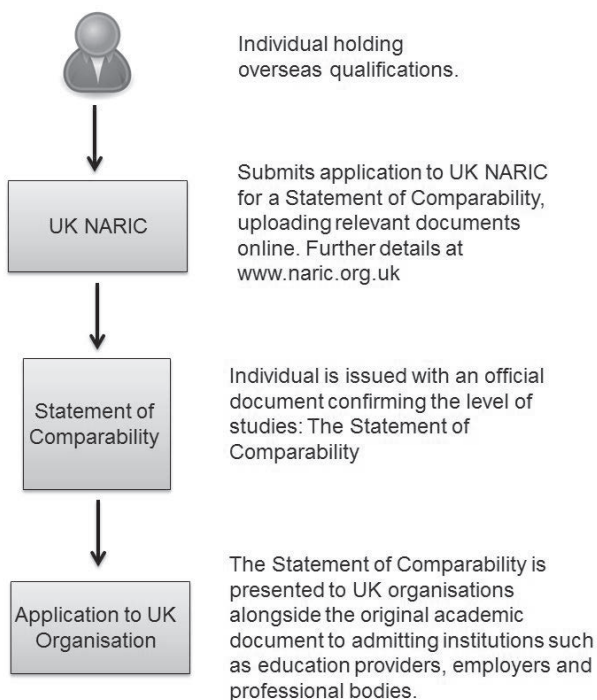 Individual holding
overseas qualifications.
UK NARIC
Submits application to UK NARIC
for a Statement of Comparability,
uploading relevant documents
online. Further details at
www.naric.org.uk
Statement of
Comparability
Individual is issued with an official
document confirming the level of
studies: The Statement of
Comparability
Application to UK
Organisation
The Statement of Comparability is
presented to UK organisations
alongside the original academic
document to admitting institutions such
as education providers, employers and
professional bodies.